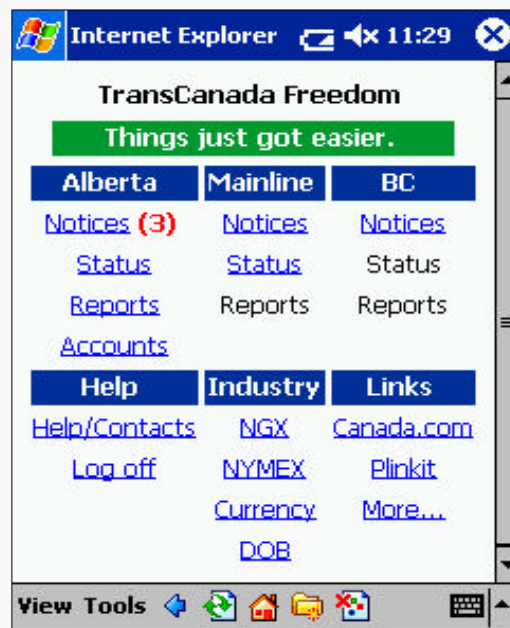 Internet Explorer 11:29
TransCanada Freedom
Things just got easier.
Alberta Mainline BC
Notices (3) Notices Notices
Status Status Status
Reports Reports Reports
Accounts
Help Industry Links
Help/Contacts NGX Canada.com
Log off NYMEX Plinkit
Currency More...
DOB
View Tools